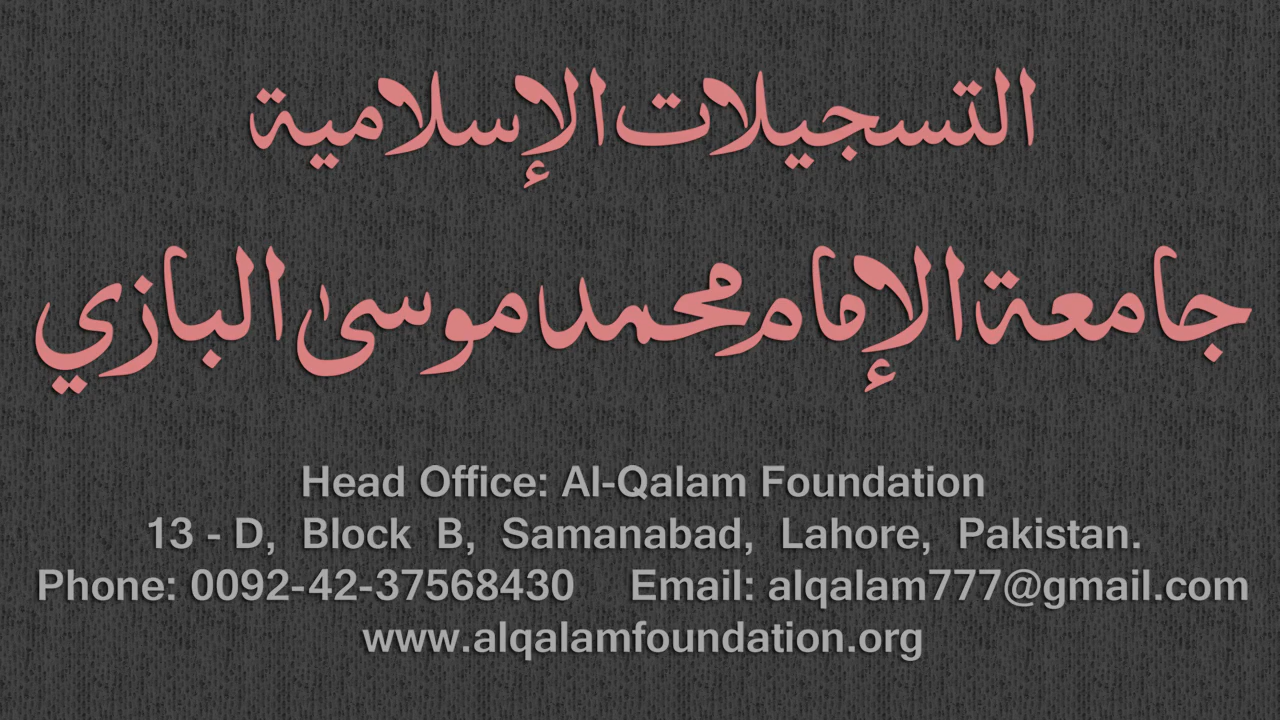 التسجيلات الإسلامية
جامعة الإمام محمد موسىٰ البازي
Head Office: Al-Qalam Foundation
13 - D, Block B, Samanabad, Lahore, Pakistan.
Phone: 0092-42-37568430 Email: alqalam777@gmail.com
www.alqalamfoundation.org